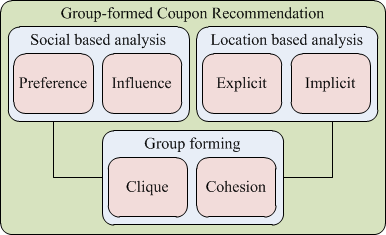 Group-formed Coupon Recommendation
Social based analysis
Preference
Influence
Location based analysis
Explicit
Implicit
Group forming
Clique
Cohesion